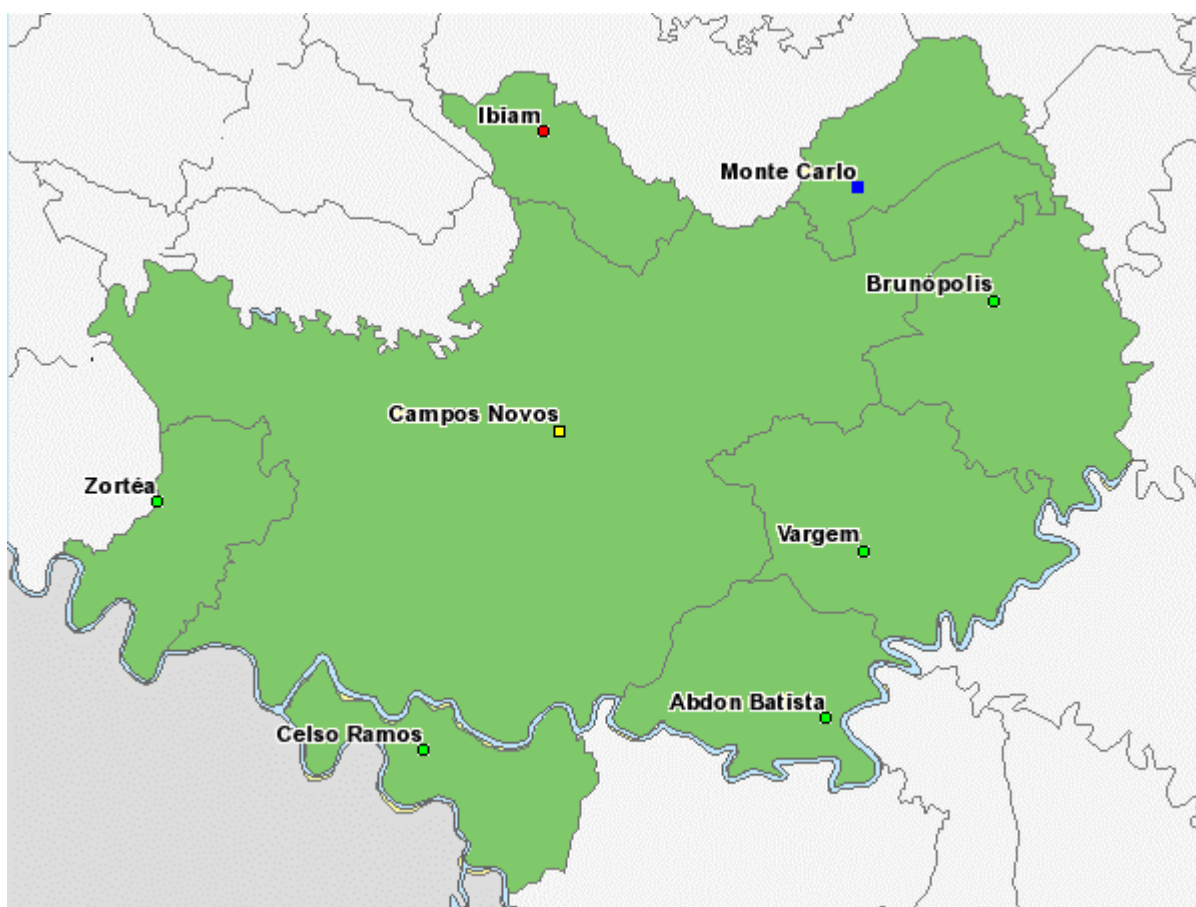 Ibiam
Monte Carlo
Brunópolis
Campos Novos
Zortéa
Vargem
Abdon Batista
Celso Ramos